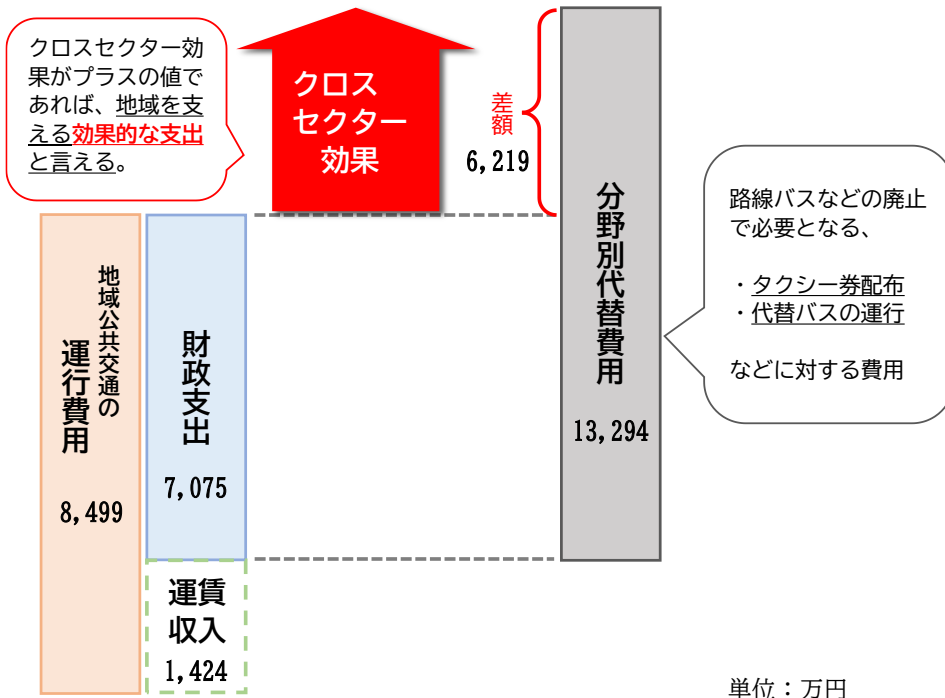 クロスセクター効
果がプラスの値で
あれば、地域を支
える効果的な支出
と言える。
クロス
セクター
効果
差額
6,219
分野別代替費用
13,294
路線バスなどの廃止
で必要となる、
・タクシー券配布
・代替バスの運行
などに対する費用
地域公共交通の
運行費用
8,499
財政支出
7,075
運賃
収入
1,424
単位：万円